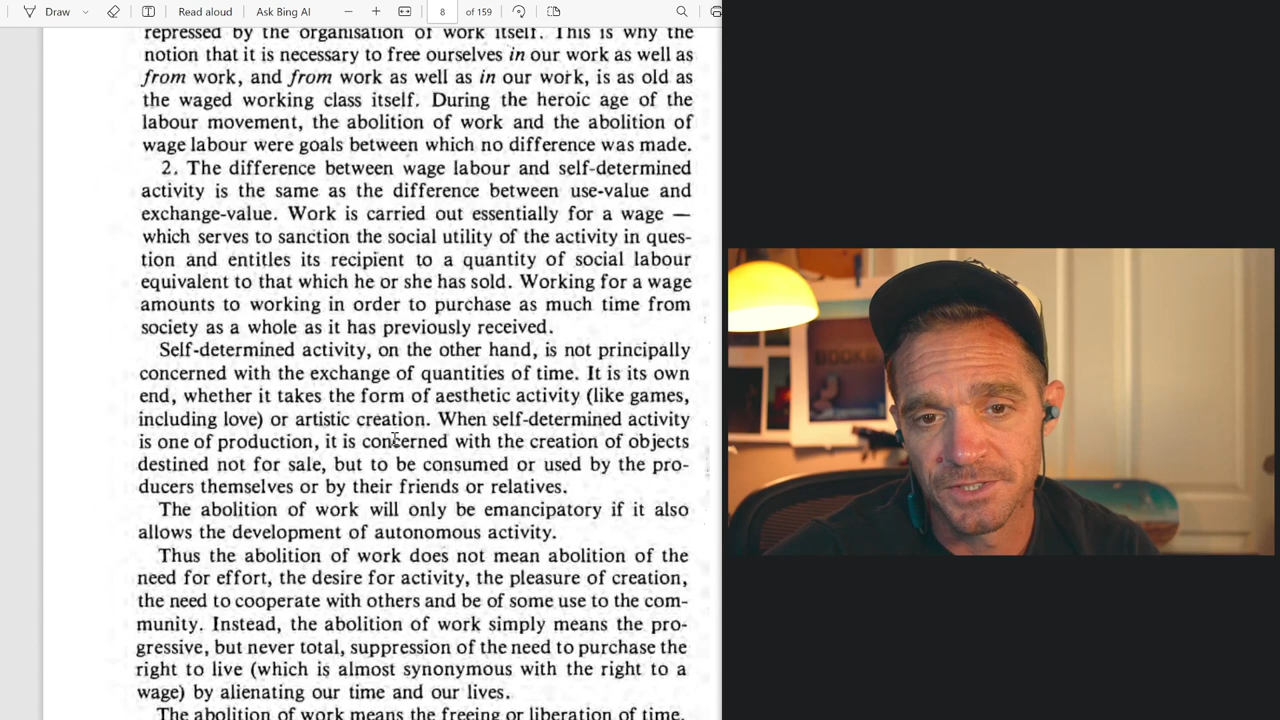 Draw
Read aloud
Ask Bing AI
8
of 159
repressed by the organisation of work itself. This is why the
notion that it is necessary to free ourselves in our work as well as
from work, and from work as well as in our work, is as old as
the waged working class itself. During the heroic age of the
labour movement, the abolition of work and the abolition of
wage labour were goals between which no difference was made.
2. The difference between wage labour and self-determined
activity is the same as the difference between use-value and
exchange-value. Work is carried out essentially for a wage —
which serves to sanction the social utility of the activity in ques-
tion and entitles its recipient to a quantity of social labour
equivalent to that which he or she has sold. Working for a wage
amounts to working in order to purchase as much time from
society as a whole as it has previously received.
Self-determined activity, on the other hand, is not principally
concerned with the exchange of quantities of time. It is its own
end, whether it takes the form of aesthetic activity (like games,
including love) or artistic creation. When self-determined activity
is one of production, it is concerned with the creation of objects
destined not for sale, but to be consumed or used by the pro-
ducers themselves or by their friends or relatives.
The abolition of work will only be emancipatory if it also
allows the development of autonomous activity.
Thus the abolition of work does not mean abolition of the
need for effort, the desire for activity, the pleasure of creation,
the need to cooperate with others and be of some use to the com-
munity. Instead, the abolition of work simply means the pro-
gressive, but never total, suppression of the need to purchase the
right to live (which is almost synonymous with the right to a
wage) by alienating our time and our lives.
The abolition of work means the freeing or liberation of time.
BOOKS